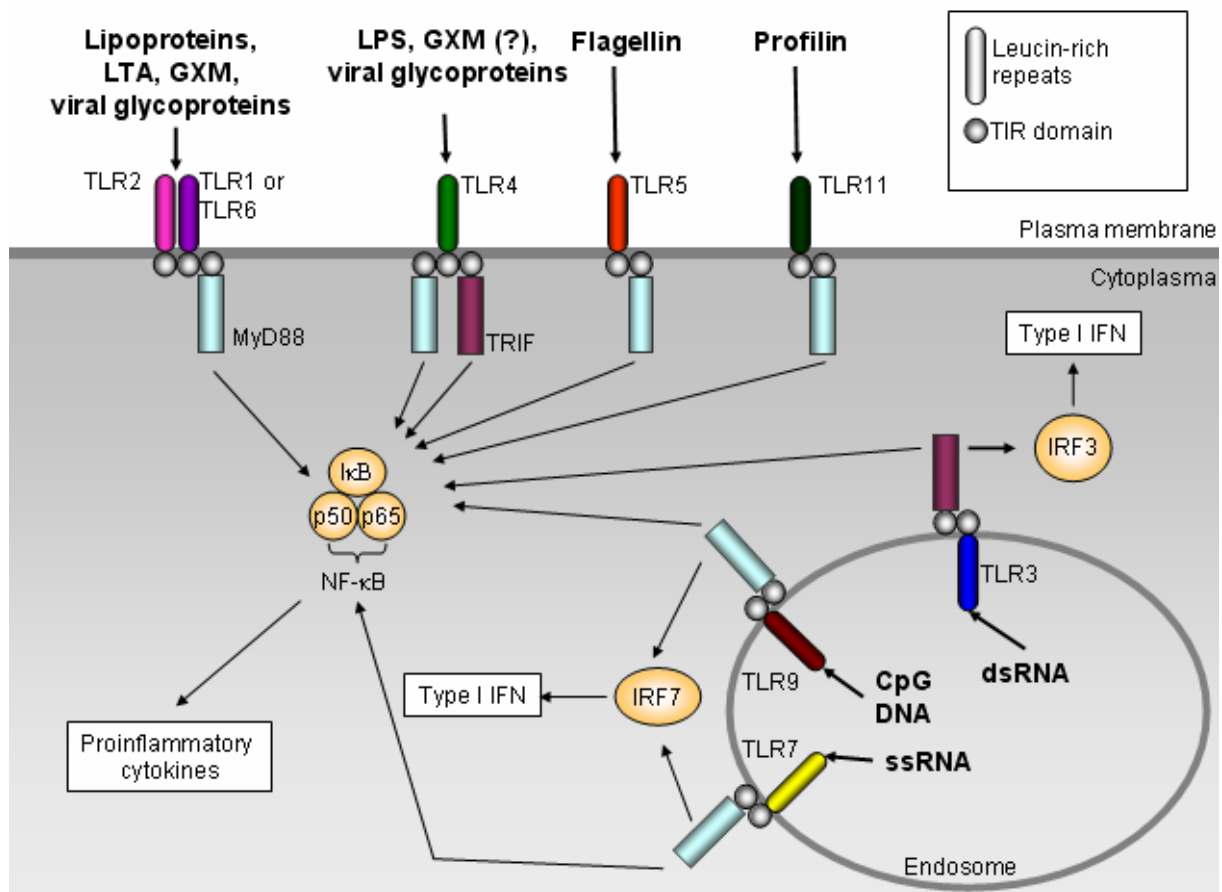 Lipoproteins,
LTA, GXM,
viral glycoproteins
LPS, GXM (?),
viral glycoproteins
Flagellin
Profilin
Leucin-rich
repeats
TIR domain
TLR2
TLR1 or
TLR6
TLR4
TLR5
TLR11
Plasma membrane
Cytoplasma
MyD88
TRIF
Type I IFN
IRF3
IκB
p50
p65
NF-κB
TLR3
dsRNA
TLR9
CpG
DNA
Type I IFN
IRF7
TLR7
ssRNA
Proinflammatory
cytokines
Endosome